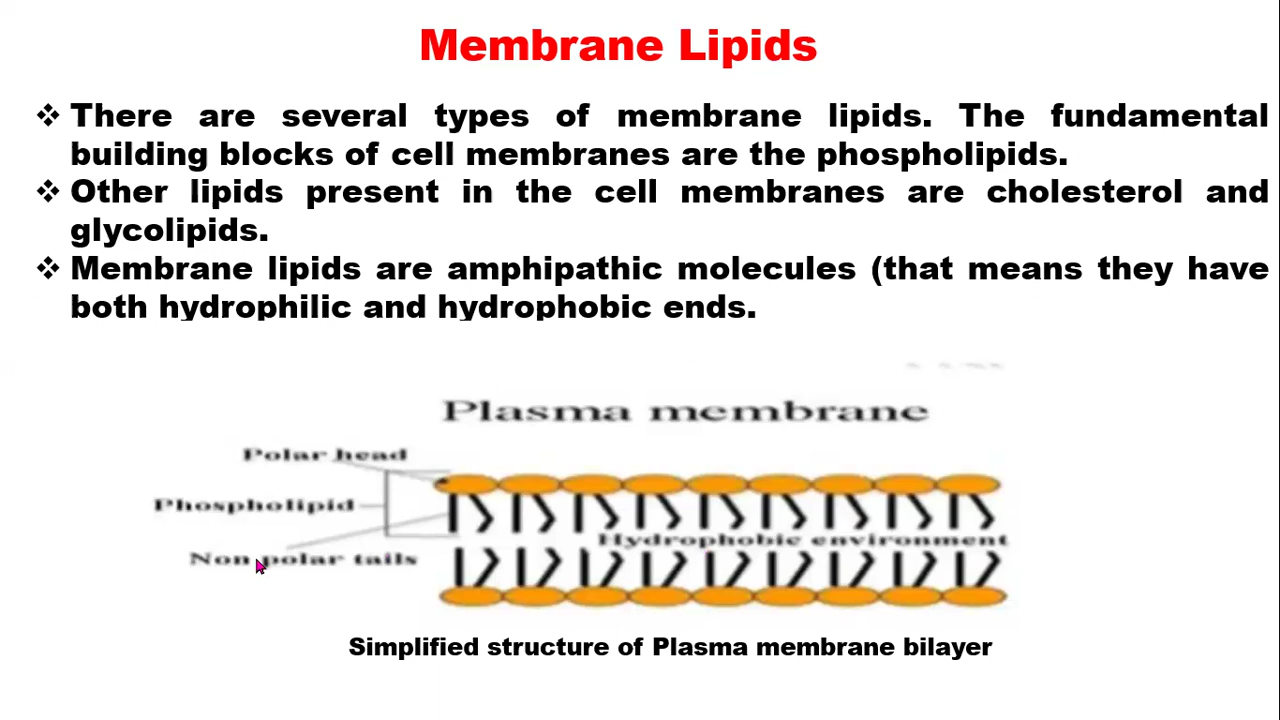 Membrane Lipids
❖ There are several types of membrane lipids. The fundamental
building blocks of cell membranes are the phospholipids.
❖ Other lipids present in the cell membranes are cholesterol and
glycolipids.
❖ Membrane lipids are amphipathic molecules (that means they have
both hydrophilic and hydrophobic ends.
Plasma membrane
Polar head
Phospholipid
Hydrophobic environment
Non polar tails
Simplified structure of Plasma membrane bilayer